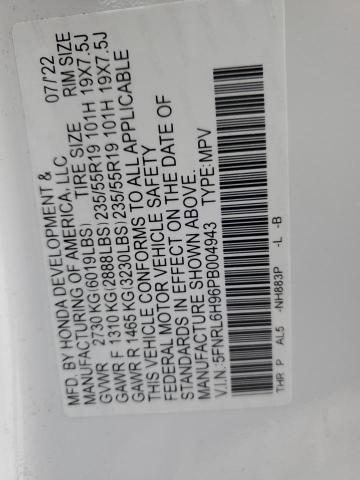 MFD. BY HONDA DEVELOPMENT & 07/'22
MANUFACTURING OF AMERICA, LLC
TIRE SIZE RIM SIZE
GVWR 2730 KG(6019LBS)
GAWR F 1310 KG(2888LBS)235/55R19 101H 19X7.5J
GAWR R 1465 KG(3230LBS)235/55R19 101H 19X7.5J
THIS VEHICLE CONFORMS TO ALL APPLICABLE
FEDERAL MOTOR VEHICLE SAFETY
STANDARDS IN EFFECT ON THE DATE OF
MANUFACTURE SHOWN ABOVE.
V.I.N.:5FNRL6H96PB004943 TYPE:MPV
THR P AL5 -NH883P -L -B